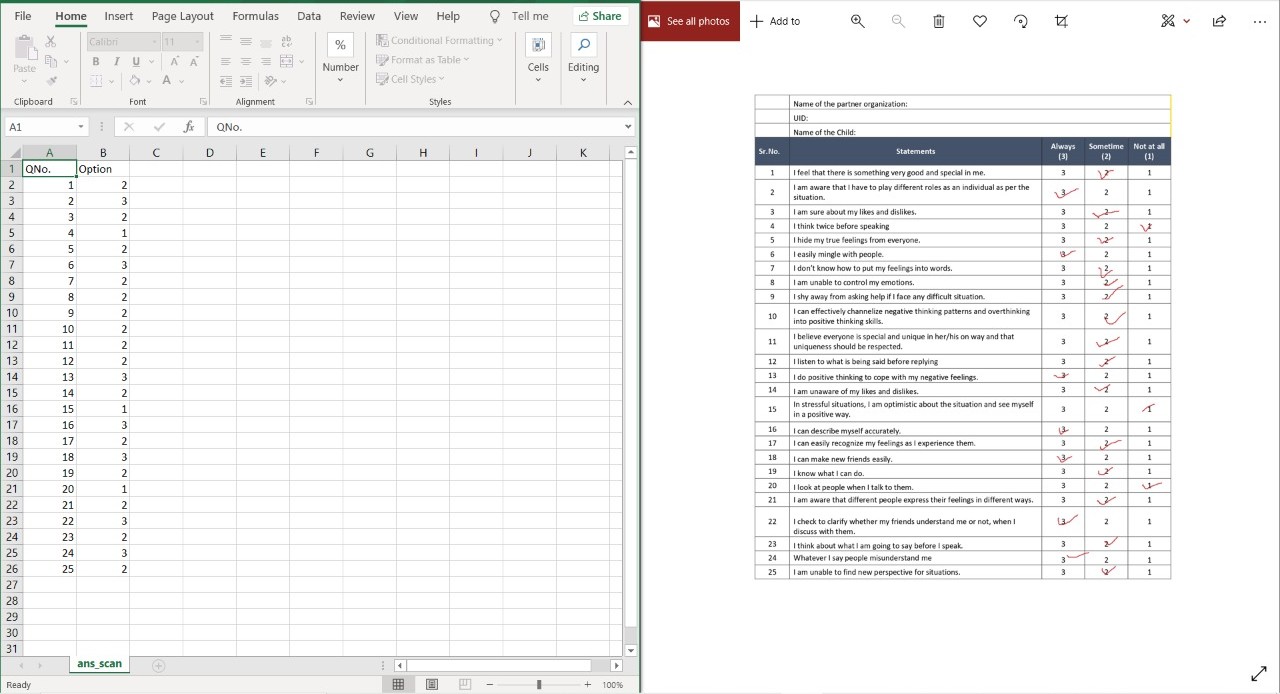 File Home Insert Page Layout Formulas Data Review View Help Tell me Share
Paste
Clipboard
Calibri 11
B I U A A
Font
ab
Alignment
%
Number
Conditional Formatting
Format as Table
Cell Styles
Styles
Cells
Editing
A1 fx QNo.
A B C D E F G H I J K
1 QNo. Option
2 1 2
3 2 3
4 3 2
5 4 1
6 5 2
7 6 3
8 7 2
9 8 2
10 9 2
11 10 2
12 11 2
13 12 2
14 13 3
15 14 2
16 15 1
17 16 3
18 17 2
19 18 3
20 19 2
21 20 1
22 21 2
23 22 3
24 23 2
25 24 3
26 25 2
27
28
29
30
31
ans_scan
Ready 100%
See all photos Add to
Name of the partner organization:
UID:
Name of the Child:
Sr.No. Statements Always (3) Sometime (2) Not at all (1)
1 I feel that there is something very good and special in me. 3 2 1
2 I am aware that I have to play different roles as an individual as per the
situation. 3 2 1
3 I am sure about my likes and dislikes. 3 2 1
4 I think twice before speaking 3 2 1
5 I hide my true feelings from everyone. 3 2 1
6 I easily mingle with people. 3 2 1
7 I don't know how to put my feelings into words. 3 2 1
8 I am unable to control my emotions. 3 2 1
9 I shy away from asking help if I face any difficult situation. 3 2 1
10 I can effectively channelize negative thinking patterns and overthinking
into positive thinking skills. 3 2 1
11 I believe everyone is special and unique in her/his on way and that
uniqueness should be respected. 3 2 1
12 I listen to what is being said before replying 3 2 1
13 I do positive thinking to cope with my negative feelings. 3 2 1
14 I am unaware of my likes and dislikes. 3 2 1
15 In stressful situations, I am optimistic about the situation and see myself
in a positive way. 3 2 1
16 I can describe myself accurately. 3 2 1
17 I can easily recognize my feelings as I experience them. 3 2 1
18 I can make new friends easily. 3 2 1
19 I know what I can do. 3 2 1
20 I look at people when I talk to them. 3 2 1
21 I am aware that different people express their feelings in different ways. 3 2 1
22 I check to clarify whether my friends understand me or not, when I
discuss with them. 3 2 1
23 I think about what I am going to say before I speak. 3 2 1
24 Whatever I say people misunderstand me 3 2 1
25 I am unable to find new perspective for situations. 3 2 1